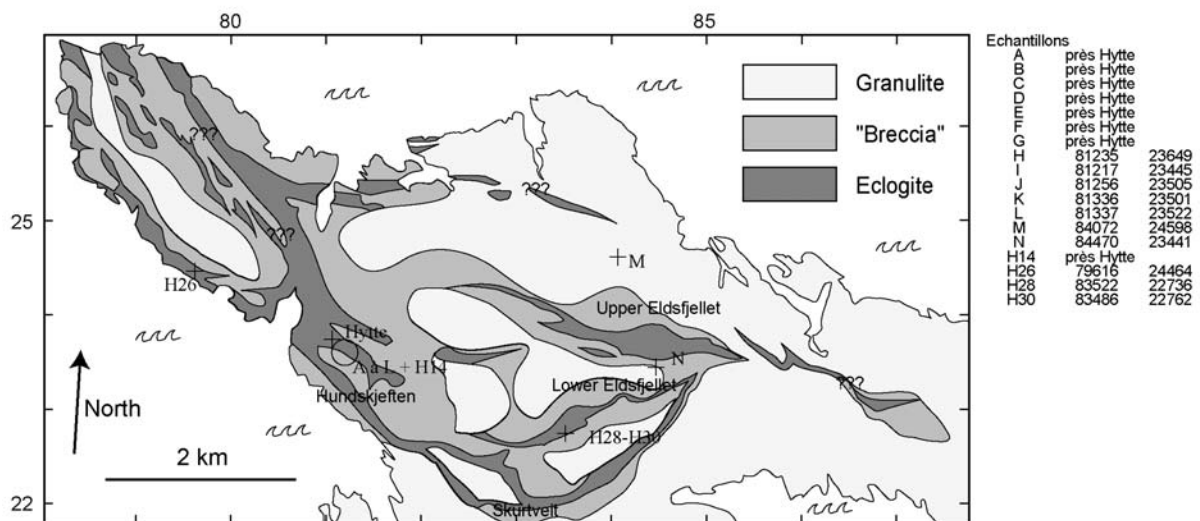 80
85
Echantillons
A près Hytte
B près Hytte
C près Hytte
D près Hytte
E près Hytte
F près Hytte
G près Hytte
H 81235 23649
I 81217 23445
J 81256 23505
K 81336 23501
L 81337 23522
M 84072 24598
N 84470 23441
H14 près Hytte
H26 79616 24464
H28 83522 22736
H30 83486 22762
Granulite
"Breccia"
Eclogite
???
???
???
25
M
H26
Upper Eldsfjellet
Hytte
N
A à L + H14
Lower Eldsfjellet
???
Hundskjeften
North
H28-H30
2 km
22
Skurtveit